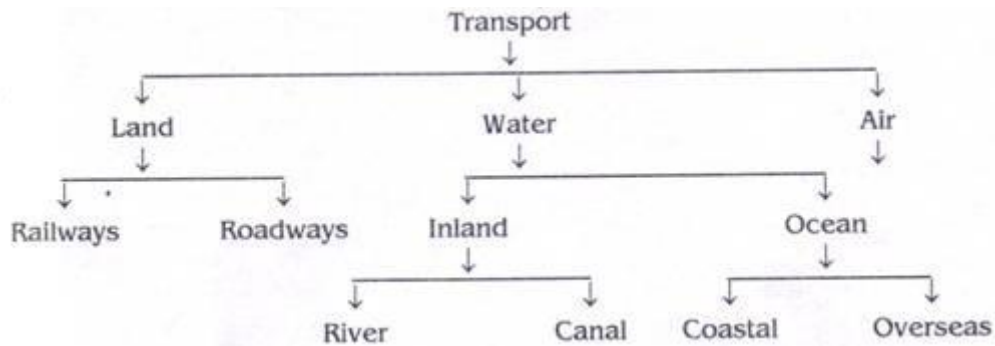 Transport
Land Water Air
Railways Roadways Inland Ocean
River Canal Coastal Overseas